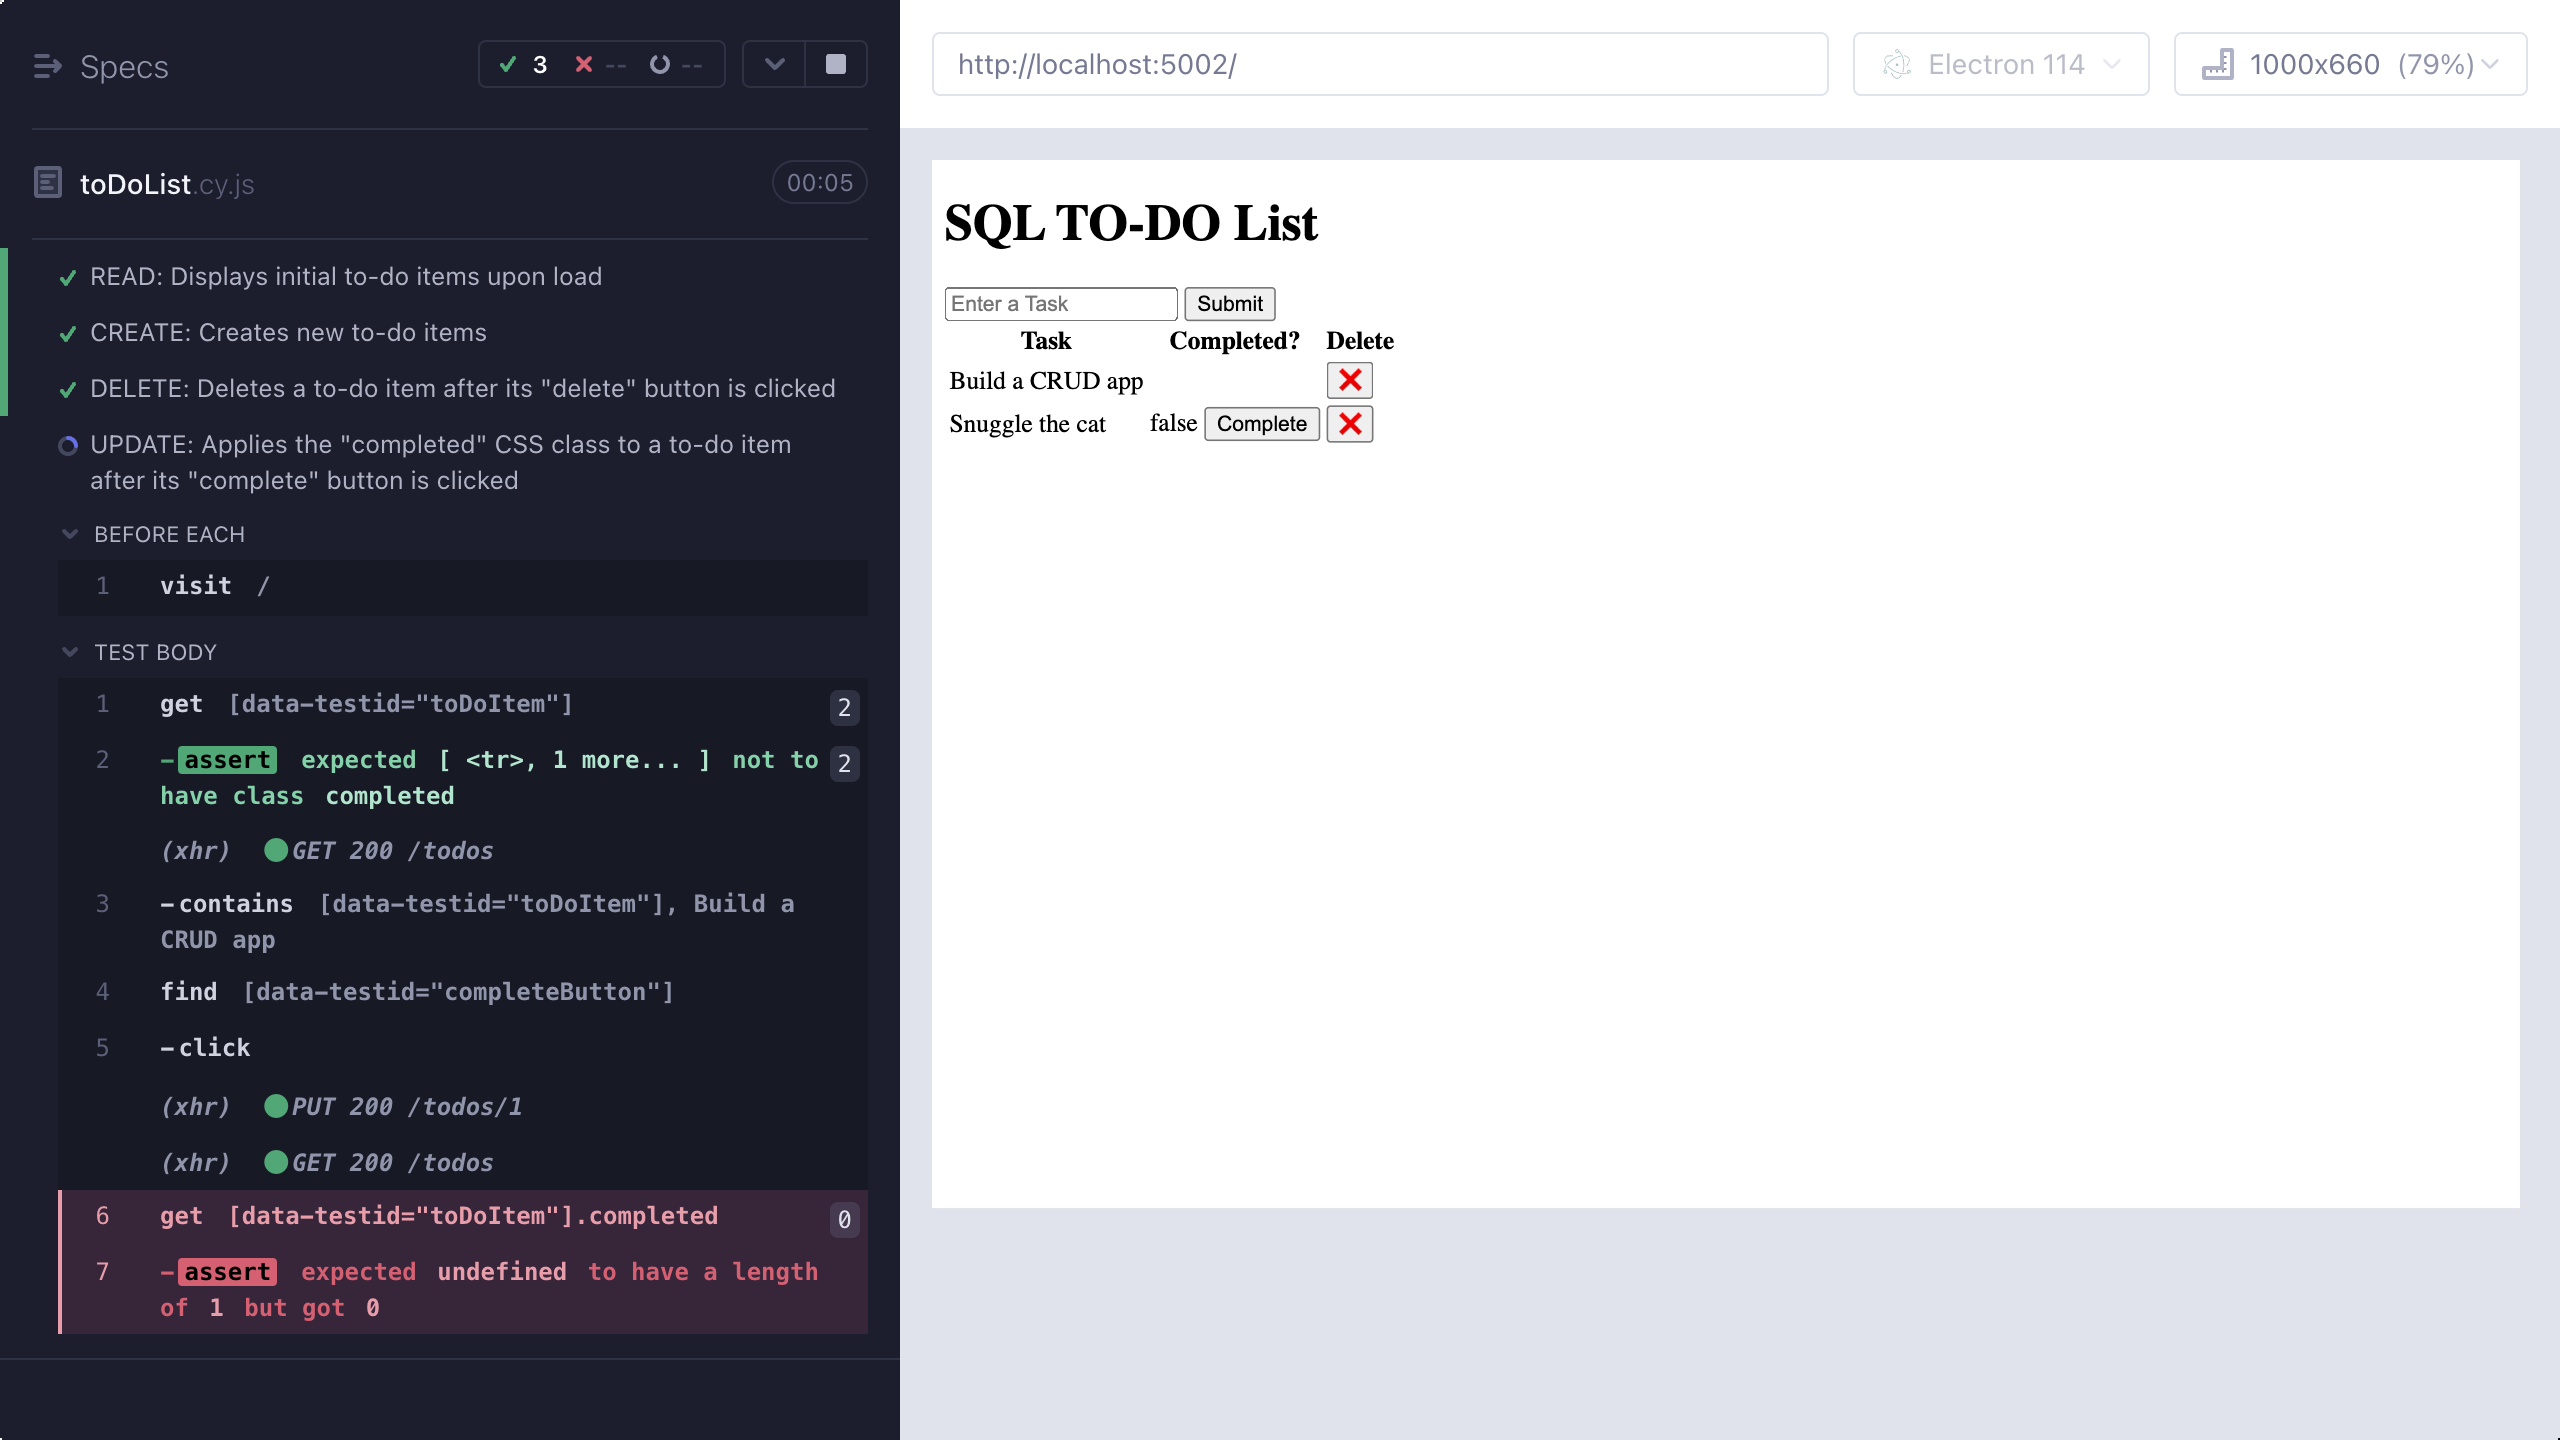 Specs
3 -- --
toDoList.cy.js
00:05
READ: Displays initial to-do items upon load
CREATE: Creates new to-do items
DELETE: Deletes a to-do item after its "delete" button is clicked
UPDATE: Applies the "completed" CSS class to a to-do item
after its "complete" button is clicked
BEFORE EACH
1 visit /
TEST BODY
1 get [data-testid="toDoItem"] 2
2 -assert expected [ <tr>, 1 more... ] not to 2
have class completed
(xhr) GET 200 /todos
3 -contains [data-testid="toDoItem"], Build a
CRUD app
4 find [data-testid="completeButton"]
5 -click
(xhr) PUT 200 /todos/1
(xhr) GET 200 /todos
6 get [data-testid="toDoItem"].completed 0
7 -assert expected undefined to have a length
of 1 but got 0
http://localhost:5002/
Electron 114
1000x660 (79%)
SQL TO-DO List
Enter a Task Submit
Task Completed? Delete
Build a CRUD app
Snuggle the cat false Complete